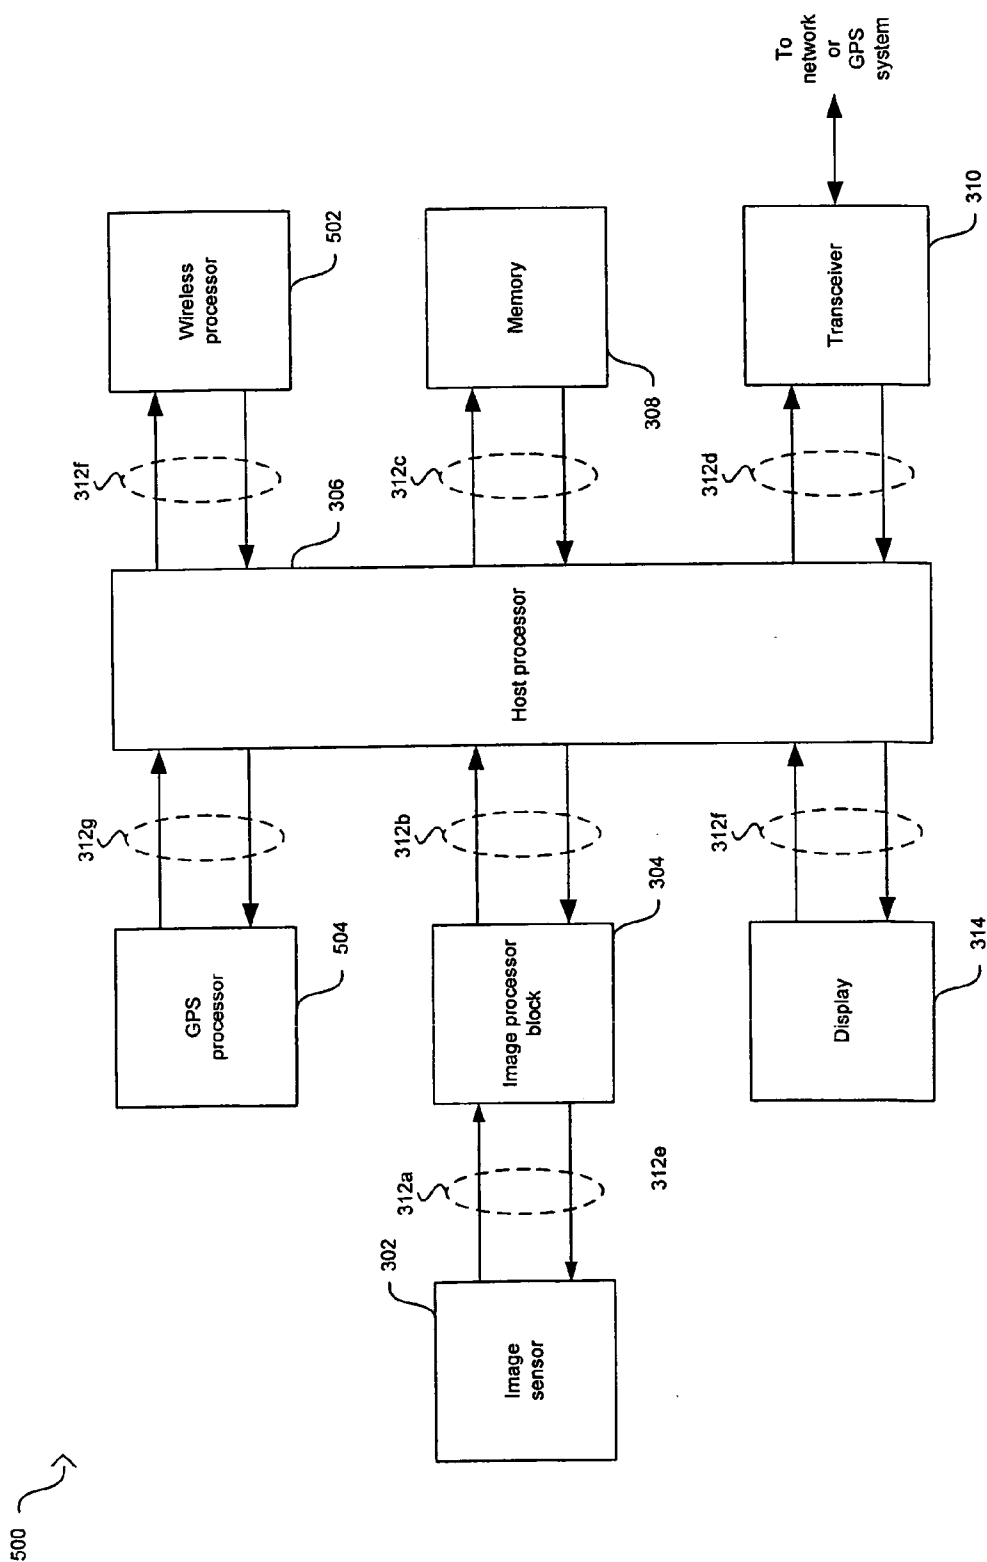 500
312g
312f
GPS
processor
Wireless
processor
504
306
502
302
312a
312b
312c
Image
sensor
Image processor
block
Host processor
Memory
312e
304
308
312f
312d
To
network
or
GPS
system
Display
Transceiver
314
310